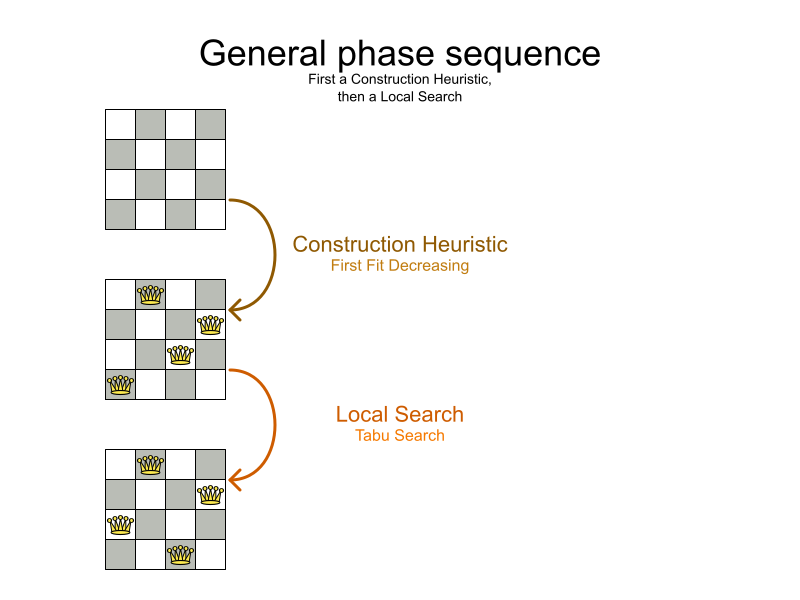 General phase sequence
First a Construction Heuristic,
then a Local Search
Construction Heuristic
First Fit Decreasing
Local Search
Tabu Search